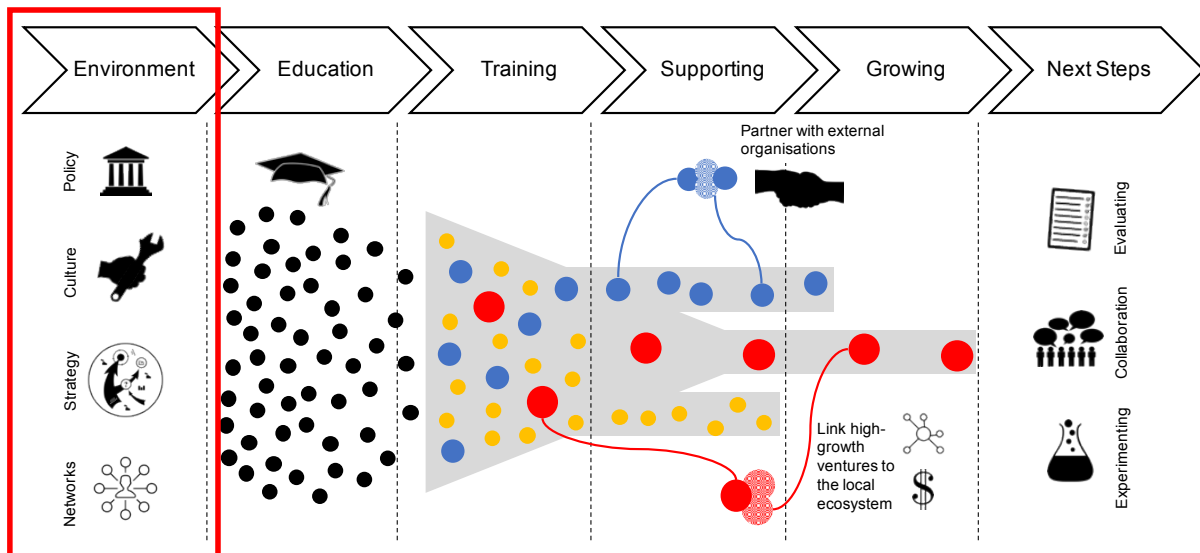 Environment
Education
Training
Supporting
Growing
Next Steps
Policy
Culture
Strategy
Networks
Partner with external
organisations
Link high-
growth
ventures to
the local
ecosystem
$
Evaluating
Collaboration
Experimenting